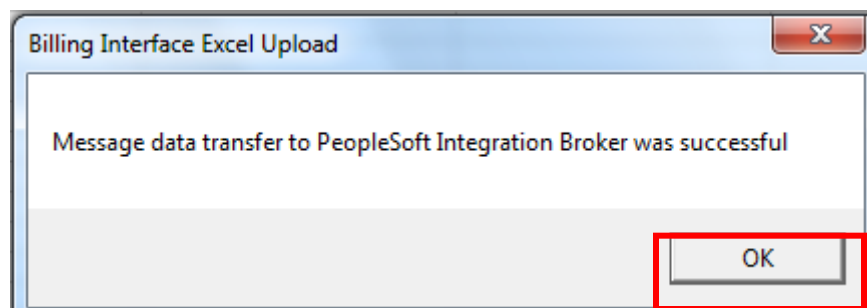 Billing Interface Excel Upload
Message data transfer to PeopleSoft Integration Broker was successful
OK